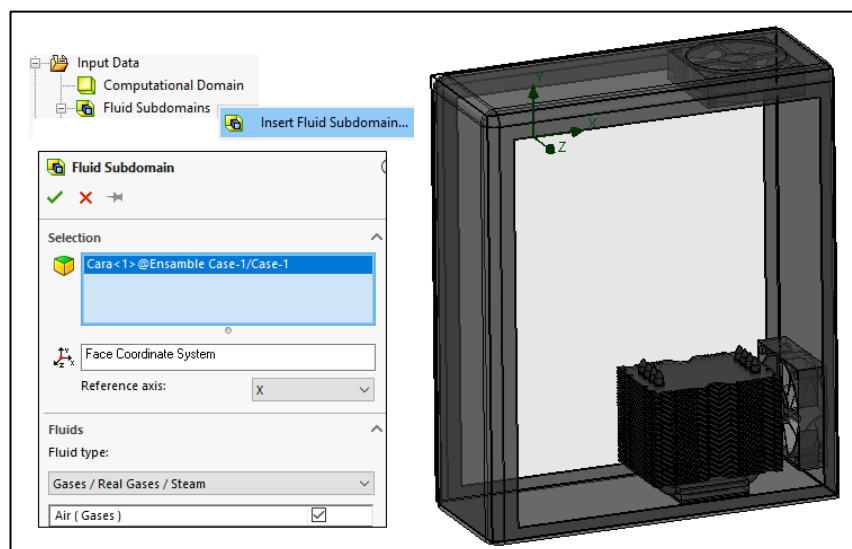 Input Data
Computational Domain
Fluid Subdomains
Insert Fluid Subdomain...
Fluid Subdomain
Selection
Cara<1>@Ensamble Case-1/Case-1
Face Coordinate System
Reference axis:
X
Fluids
Fluid type:
Gases / Real Gases / Steam
Air ( Gases )
Y
X
Z